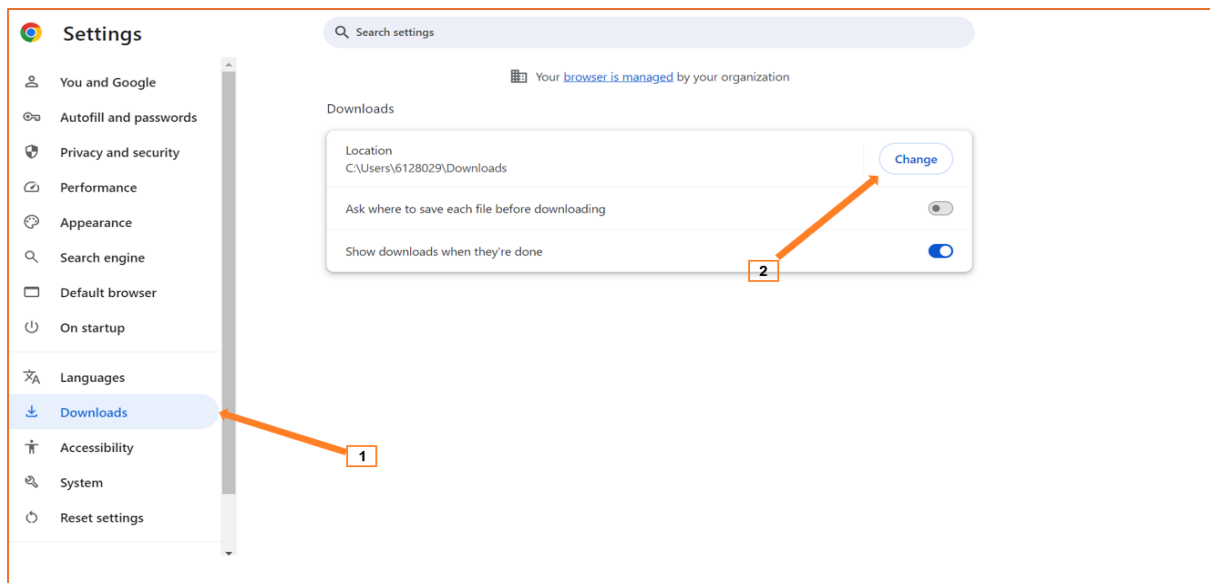 Settings
Search settings
You and Google
Autofill and passwords
Privacy and security
Performance
Appearance
Search engine
Default browser
On startup
Languages
Downloads
Accessibility
System
Reset settings
Your browser is managed by your organization
Downloads
Location
C:\Users\6128029\Downloads
Change
Ask where to save each file before downloading
Show downloads when they're done
2
1